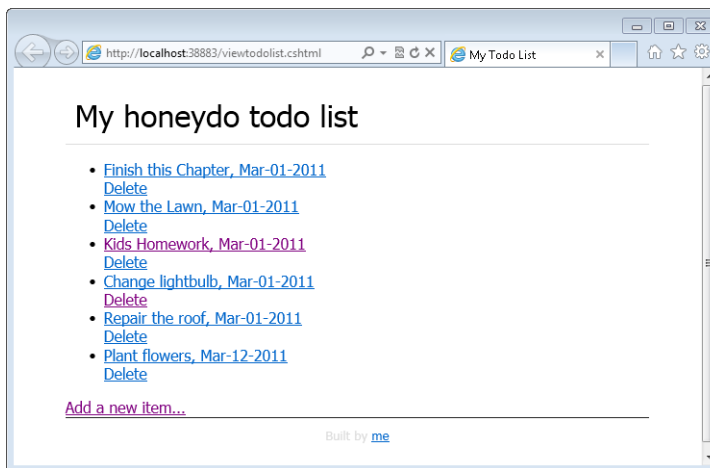 http://localhost:38883/viewtodolist.cshtml
My Todo List
My honeydo todo list
Finish this Chapter, Mar-01-2011
Delete
Mow the Lawn, Mar-01-2011
Delete
Kids Homework, Mar-01-2011
Delete
Change lightbulb, Mar-01-2011
Delete
Repair the roof, Mar-01-2011
Delete
Plant flowers, Mar-12-2011
Delete
Add a new item...
Built by me